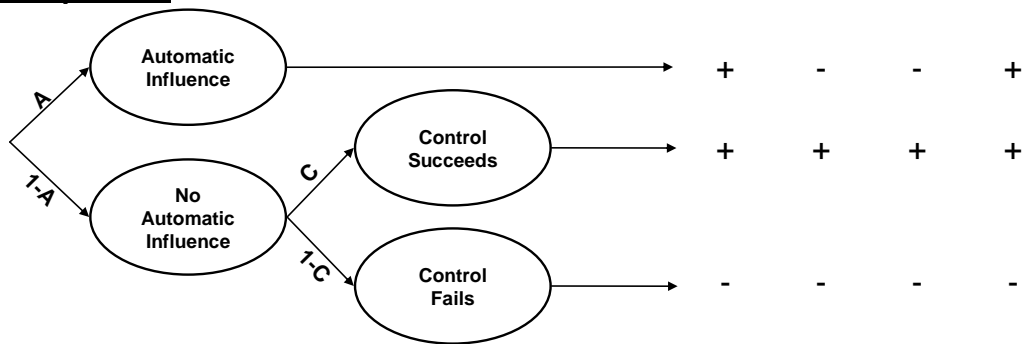 Automatic
Influence
+ - - +
A
Control
Succeeds
+ + + +
C
1-A
No
Automatic
Influence
1-C
Control
Fails
- - - -